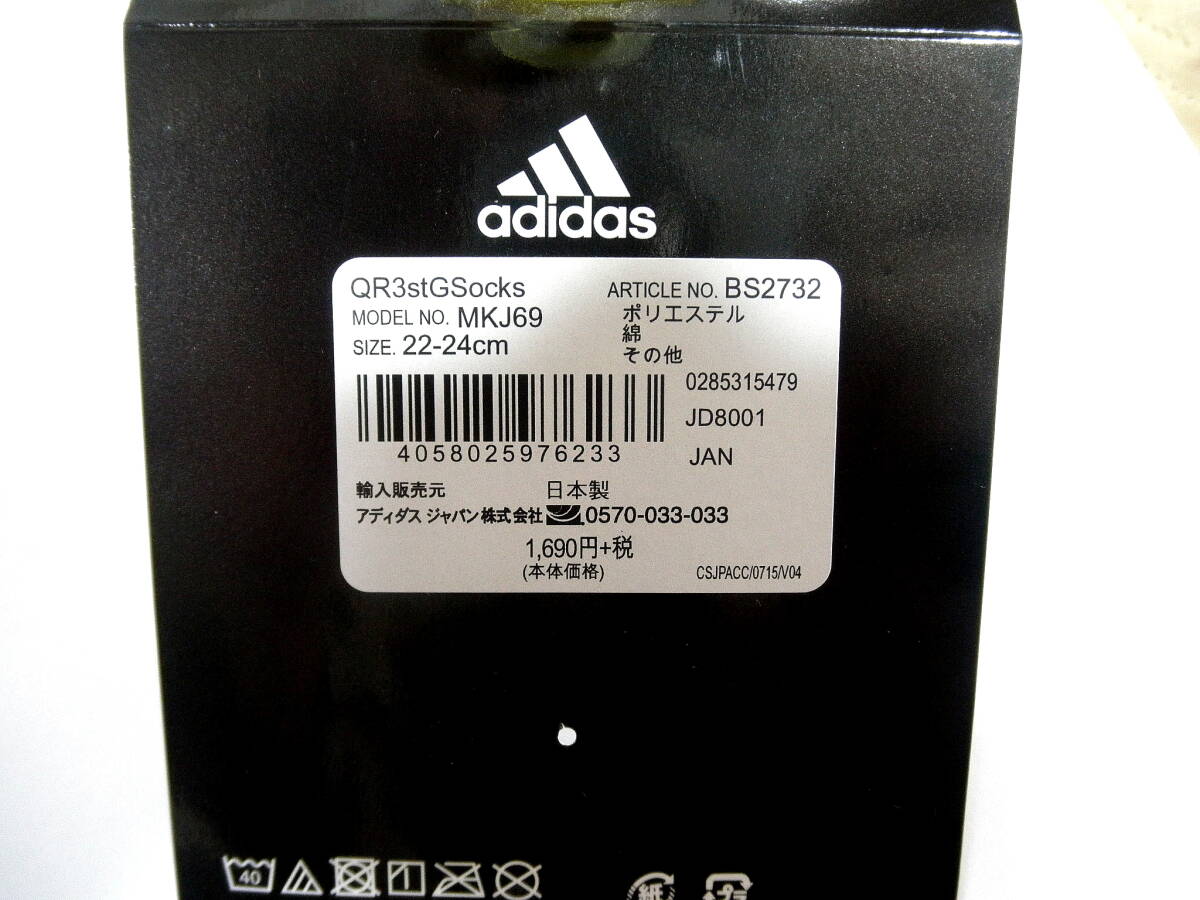 adidas
QR3stGSocks ARTICLE NO. BS2732
MODEL NO. MKJ69 ポリエステル
綿
SIZE. 22-24cm その他
0285315479
JD8001
4058025976233 JAN
輸入販売元 日本製
アディダス ジャパン株式会社 0570-033-033
1,690円+税
(本体価格) CSJPACC/0715/V04
40
紙 プラ